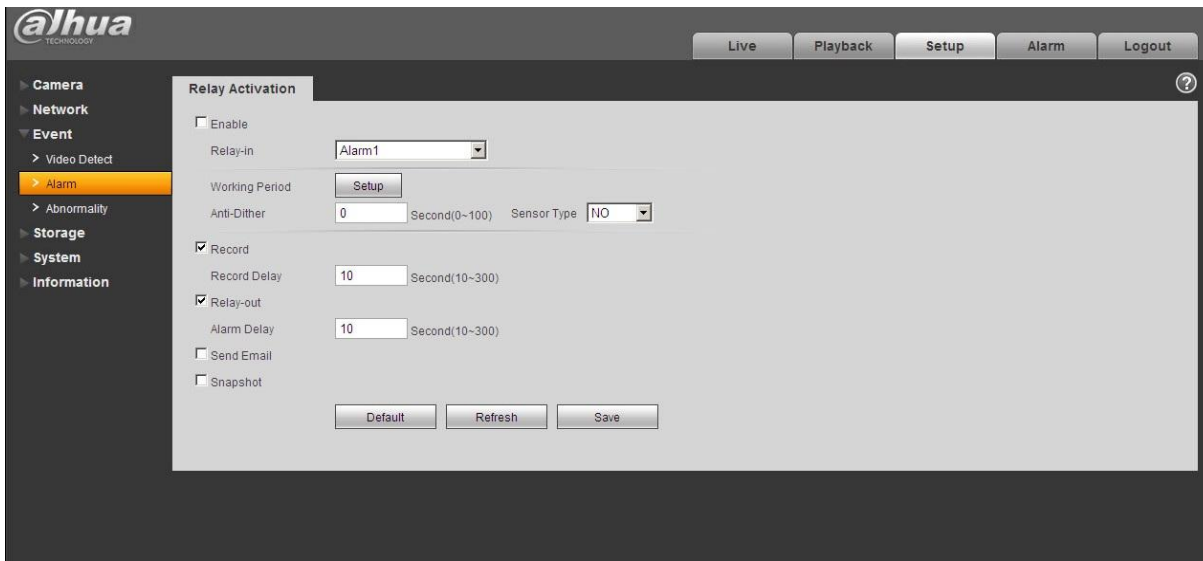 alhua
TECHNOLOGY
Live Playback Setup Alarm Logout
Camera
Network
Event
> Video Detect
> Alarm
> Abnormality
Storage
System
Information
Relay Activation
?
Enable
Relay-in Alarm1
Working Period Setup
Anti-Dither 0 Second(0~100) Sensor Type NO
Record
Record Delay 10 Second(10~300)
Relay-out
Alarm Delay 10 Second(10~300)
Send Email
Snapshot
Default Refresh Save